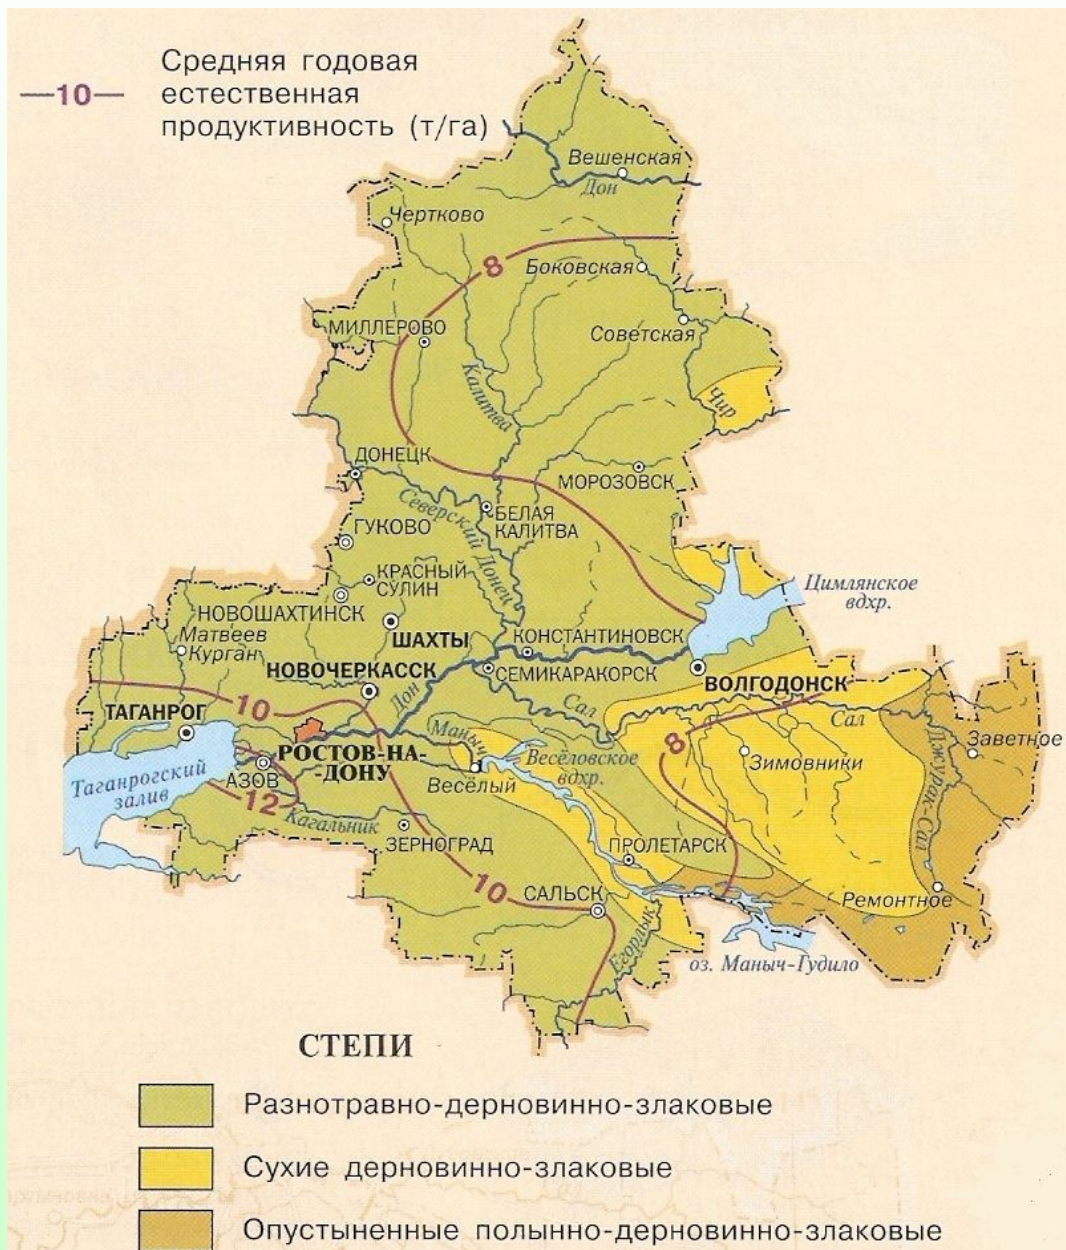 Средняя годовая
—10— естественная
продуктивность (т/га)
Вешенская
Дон
Чертково
8
Боковская
МИЛЛЕРОВО
Советская
Калитва
Чир
ДОНЕЦК
МОРОЗОВСК
Северский Донец
БЕЛАЯ
КАЛИТВА
ГУКОВО
КРАСНЫЙ
СУЛИН
Цимлянское
вдхр.
НОВОШАХТИНСК
ШАХТЫ
Матвеев
Курган
КОНСТАНТИНОВСК
НОВОЧЕРКАССК
Дон
СЕМИКАРАКОРСК
ВОЛГОДОНСК
10
ТАГАНРОГ
Сал
Сал
Маныч
8
РОСТОВ-НА-
-ДОНУ
Весёловское
вдхр.
Зимовники
Заветное
Джурак-Сал
Таганрогский
залив
АЗОВ
12
Весёлый
Кагальник
ЗЕРНОГРАД
ПРОЛЕТАРСК
10
САЛЬСК
Ремонтное
Егорлык
оз. Маныч-Гудило
СТЕПИ
Разнотравно-дерновинно-злаковые
Сухие дерновинно-злаковые
Опустыненные полынно-дерновинно-злаковые